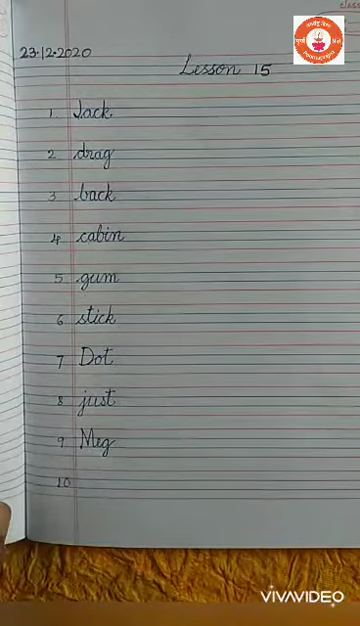 class
23.12.2020
Lesson 15
1 Jack
2 drag
3 back
4 cabin
5 gum
6 stick
7 Dot
8 just
9 Meg
10
VIVAVIDEO